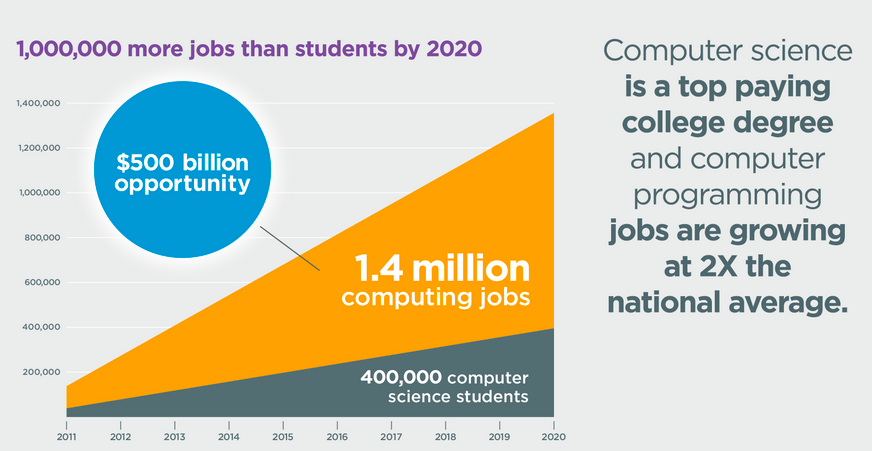 1,000,000 more jobs than students by 2020
1,400,000
1,200,000
1,000,000
800,000
600,000
400,000
200,000
$500 billion
opportunity
1.4 million
computing jobs
400,000 computer
science students
2011 2012 2013 2014 2015 2016 2017 2018 2019 2020
Computer science
is a top paying
college degree
and computer
programming
jobs are growing
at 2X the
national average.